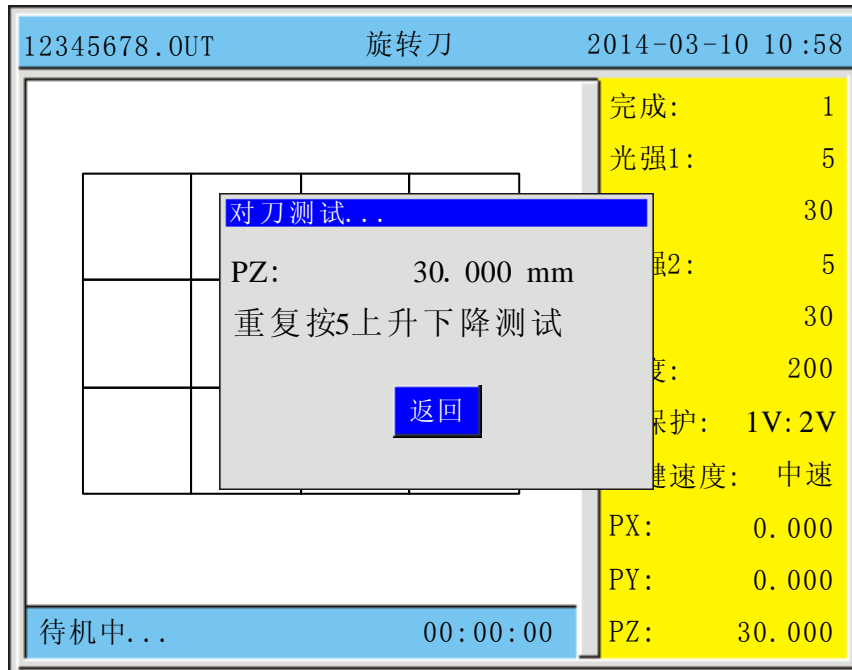 12345678.OUT 旋转刀 2014-03-10 10:58
完成: 1
光强1: 5
30
强2: 5
30
度: 200
保护: 1V:2V
键速度: 中速
PX: 0.000
PY: 0.000
PZ: 30.000
对刀测试...
PZ: 30.000 mm
重复按5上升下降测试
返回
待机中... 00:00:00